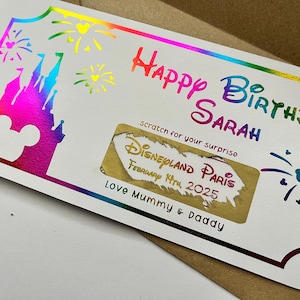 HAPPY BIRTH
SARAH
scratch for your surprise
DISNEYLAND PARIS
February 14th, 2025
Love Mummy & Daddy